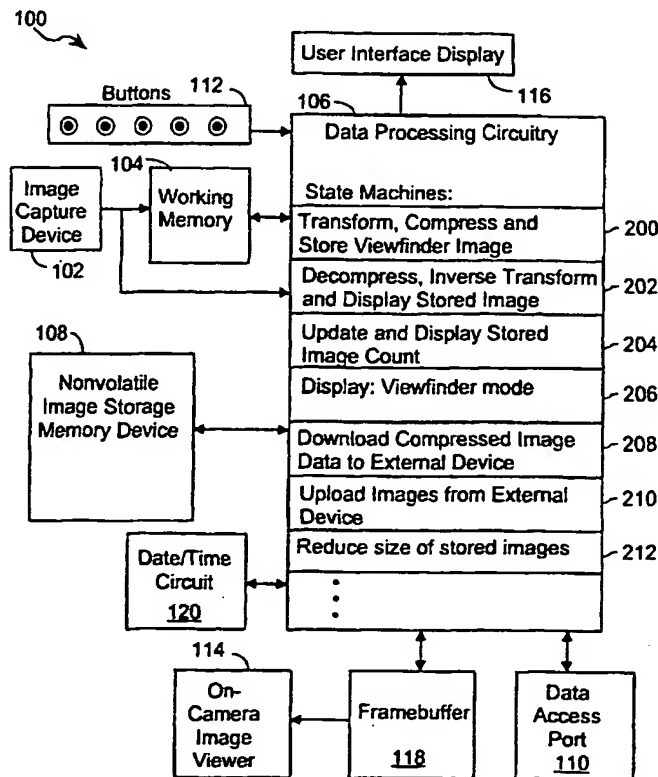 100
User Interface Display
116
Buttons
112
106
Data Processing Circuitry
104
Image
Capture
Device
102
Working
Memory
State Machines:
Transform, Compress and
Store Viewfinder Image
200
Decompress, Inverse Transform
and Display Stored Image
202
108
Update and Display Stored
Image Count
204
Nonvolatile
Image Storage
Memory Device
Display: Viewfinder mode
206
Download Compressed Image
Data to External Device
208
Upload Images from External
Device
210
Reduce size of stored images
212
Date/Time
Circuit
120
114
On-
Camera
Image
Viewer
Framebuffer
118
Data
Access
Port
110